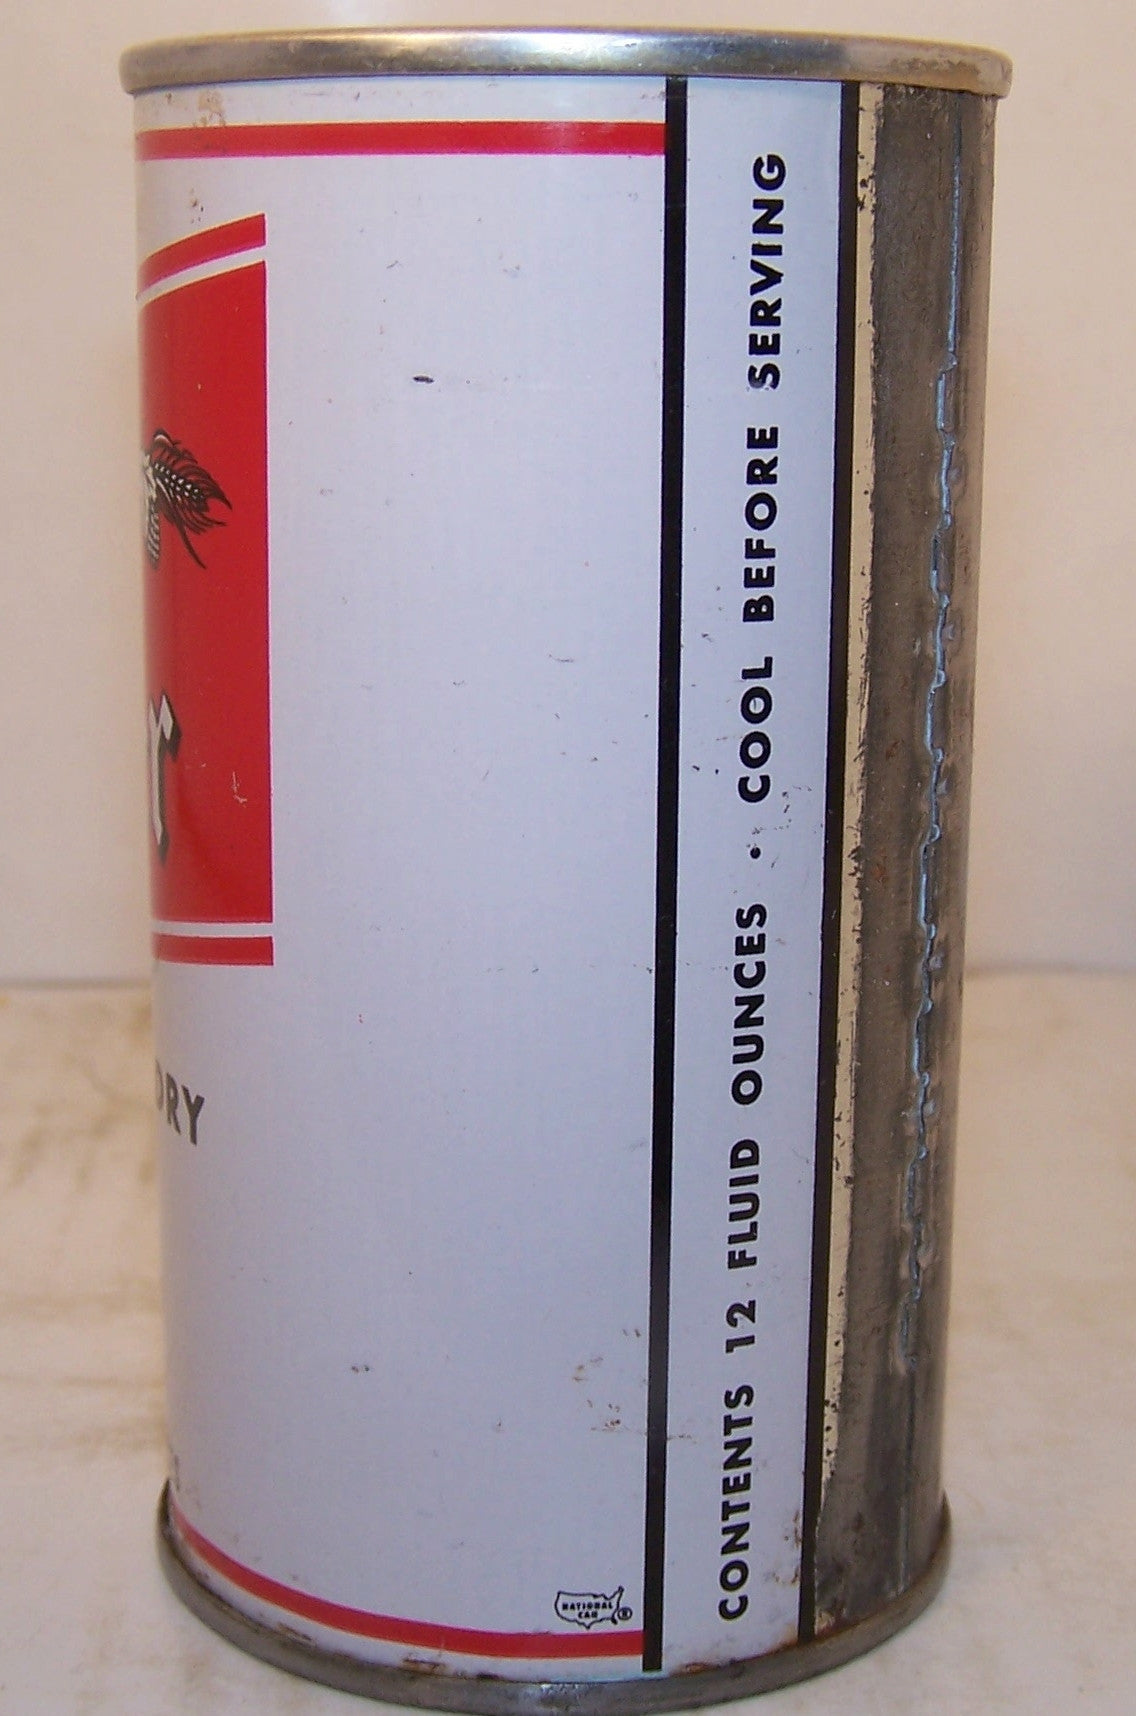 r
DRY
CONTENTS 12 FLUID OUNCES · COOL BEFORE SERVING
NATIONAL
CAN ®